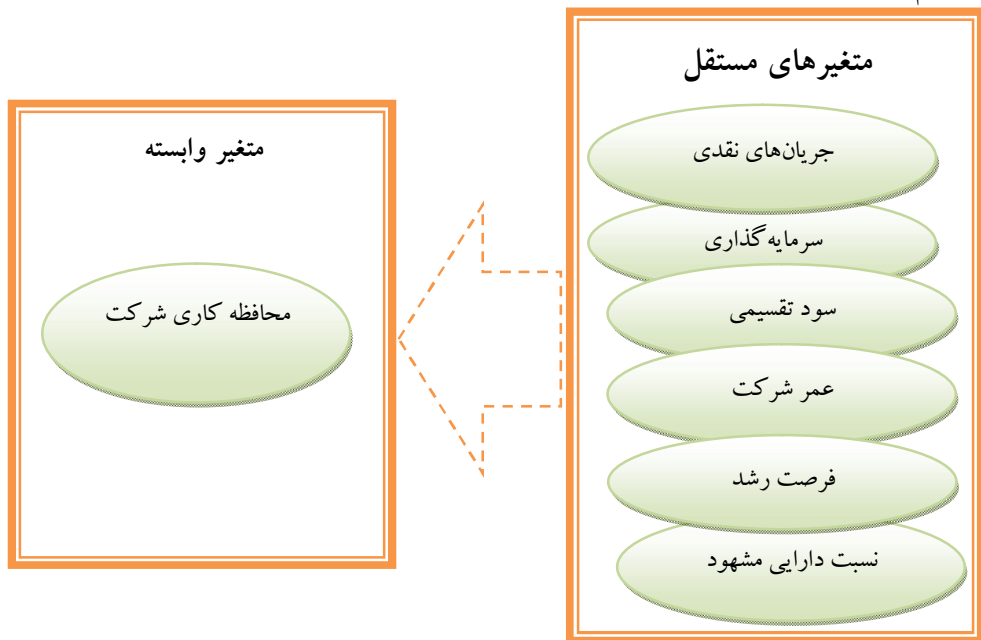 متغیرهای مستقل
جریان‌های نقدی
سرمایه‌گذاری
سود تقسیمی
عمر شرکت
فرصت رشد
نسبت دارایی مشهود
متغیر وابسته
محافظه کاری شرکت